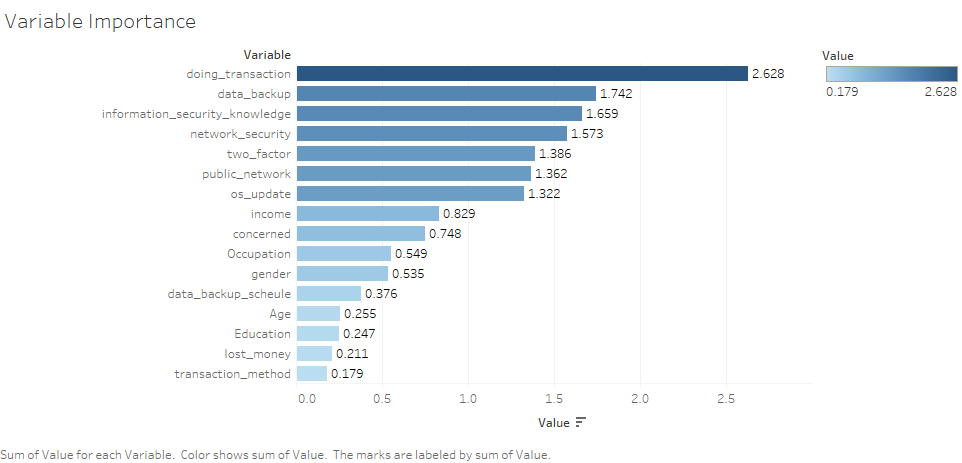 Variable Importance
Variable
doing_transaction 2.628
data_backup 1.742
information_security_knowledge 1.659
network_security 1.573
two_factor 1.386
public_network 1.362
os_update 1.322
income 0.829
concerned 0.748
Occupation 0.549
gender 0.535
data_backup_scheule 0.376
Age 0.255
Education 0.247
lost_money 0.211
transaction_method 0.179
0.0 0.5 1.0 1.5 2.0 2.5
Value
Value
0.179 2.628
Sum of Value for each Variable. Color shows sum of Value. The marks are labeled by sum of Value.